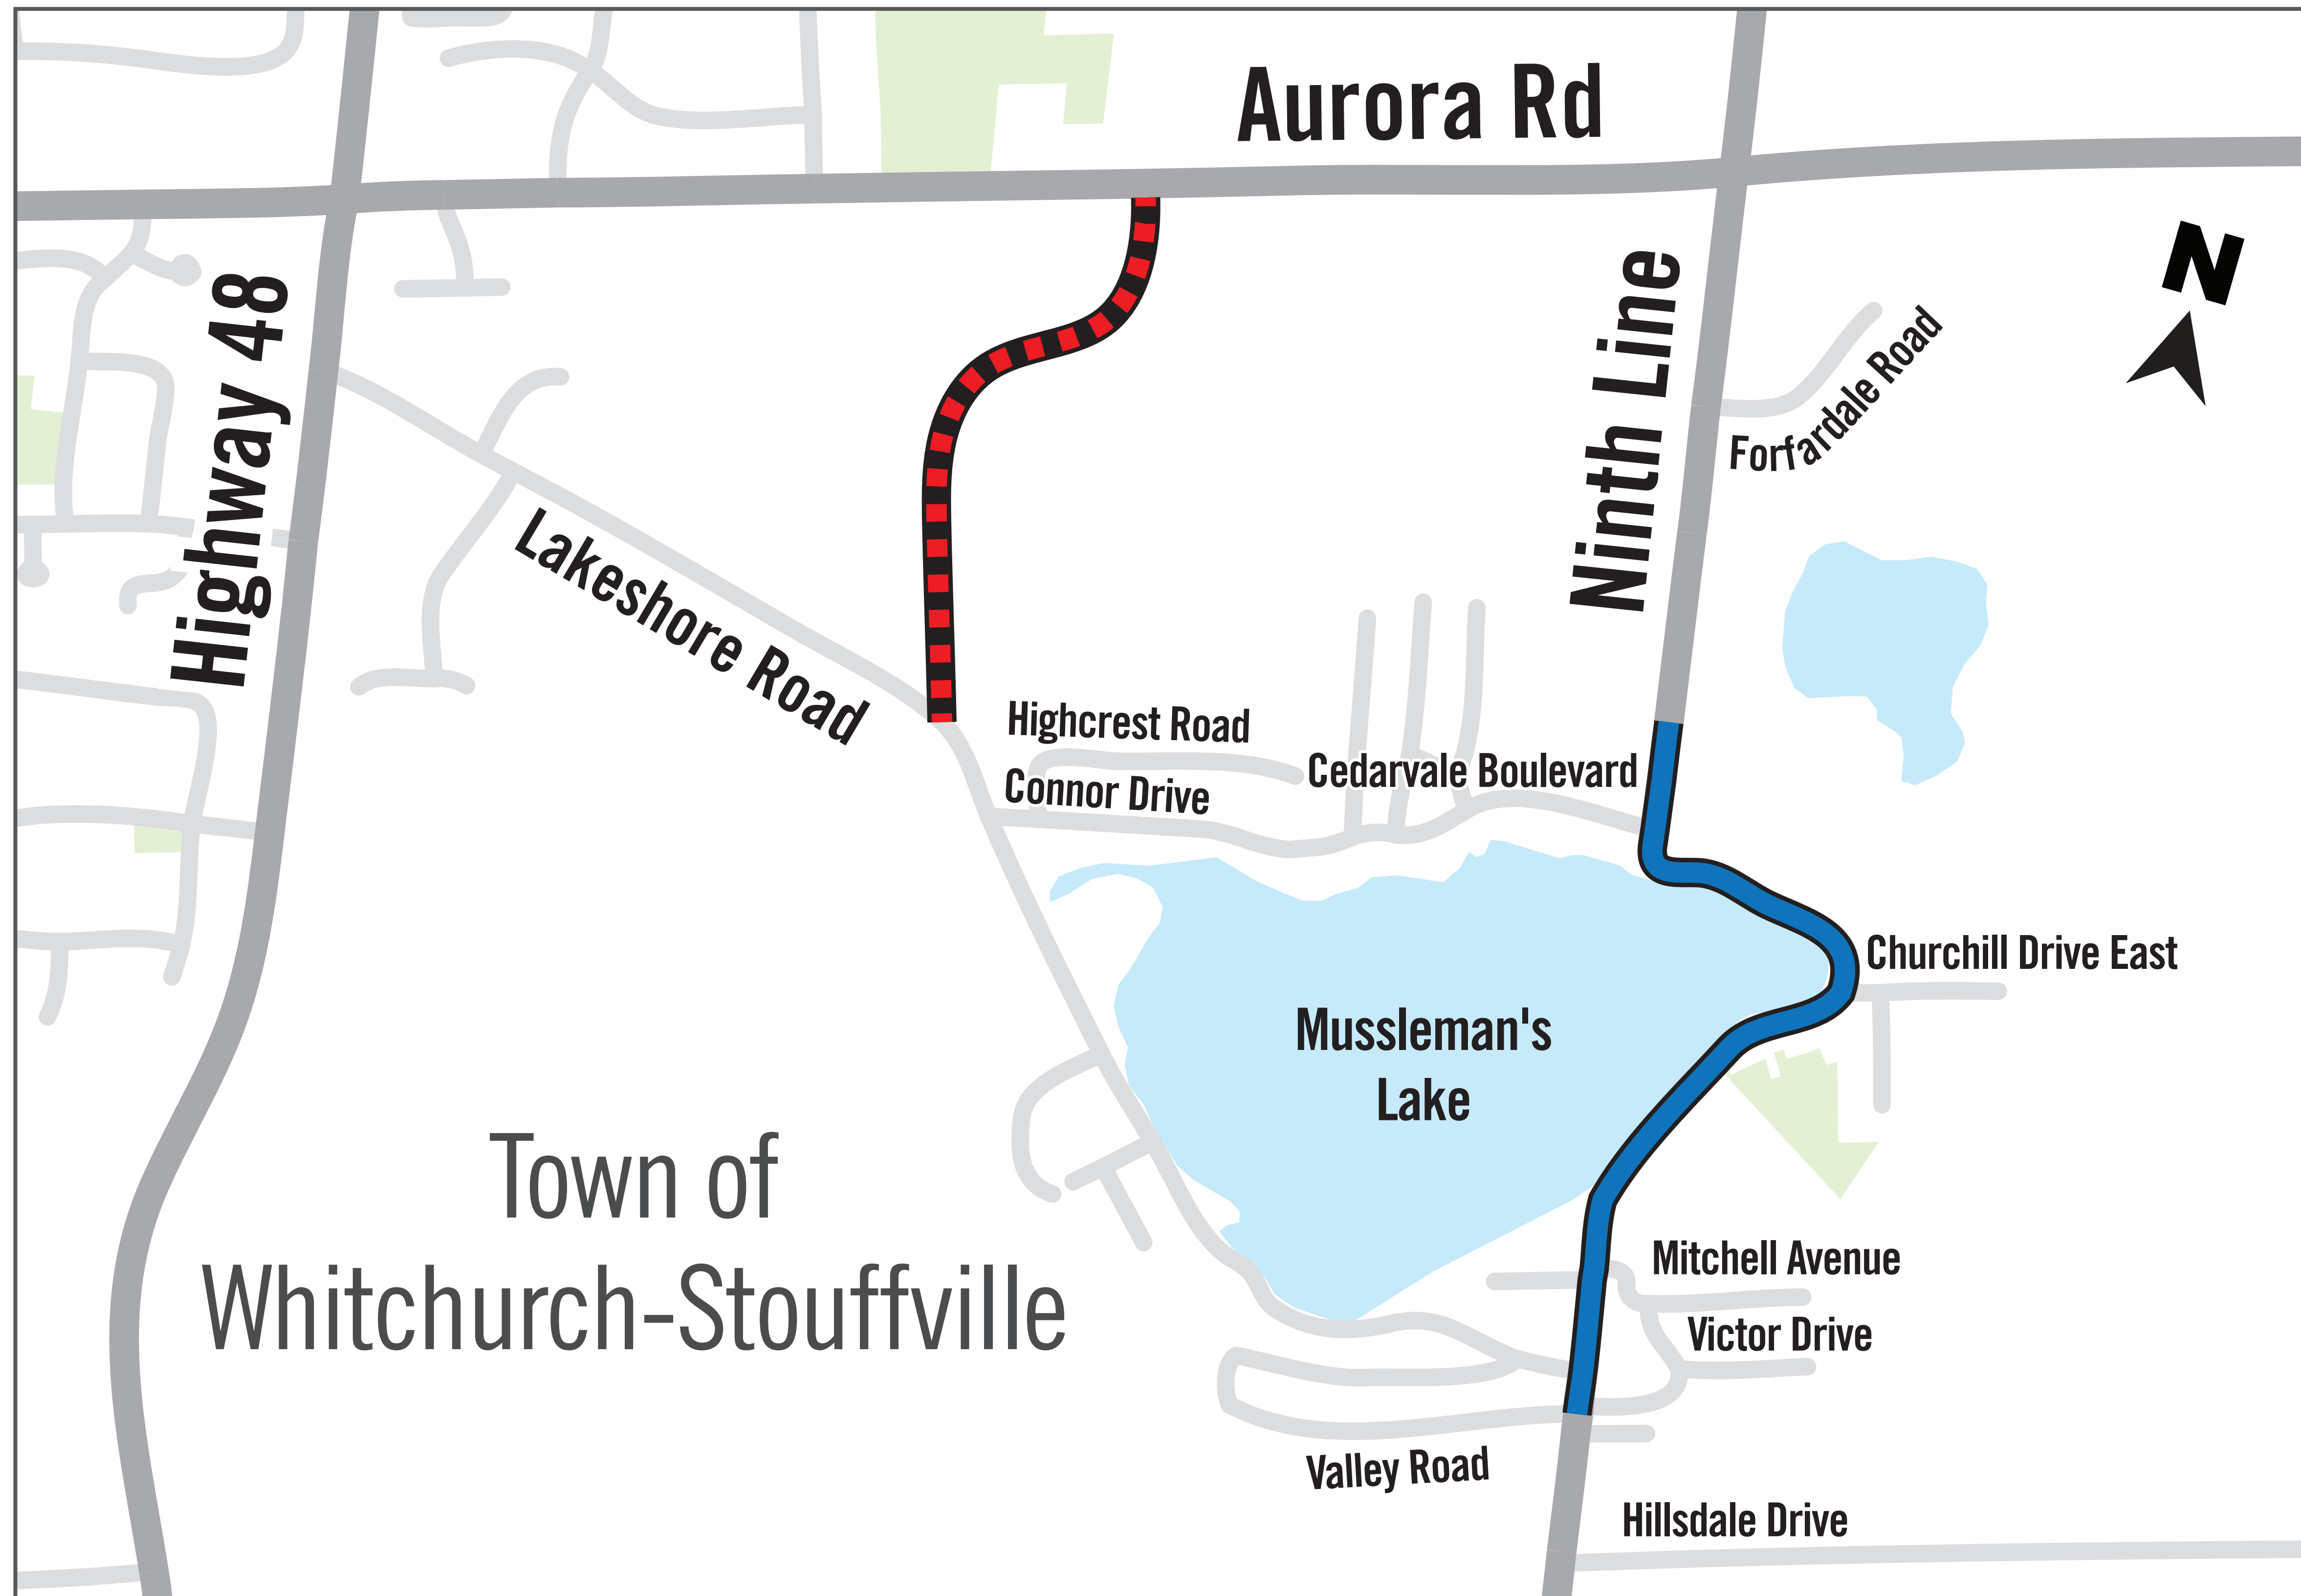 Aurora Rd
N
Highway 48
Ninth Line
Forfardale Road
Lakeshore Road
Highcrest Road
Connor Drive
Cedarvale Boulevard
Churchill Drive East
Mussleman's
Lake
Town of
Whitchurch-Stouffville
Mitchell Avenue
Victor Drive
Valley Road
Hillsdale Drive